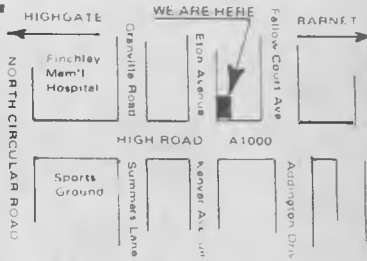 HIGHGATE
WE ARE HERE
BARNET
Finchley
Mem'l
Hospital
Granville Road
Eton Avenue
Fallow Court Ave
NORTH CIRCULAR ROAD
HIGH ROAD A1000
Sports
Ground
Summers Lane
Addington